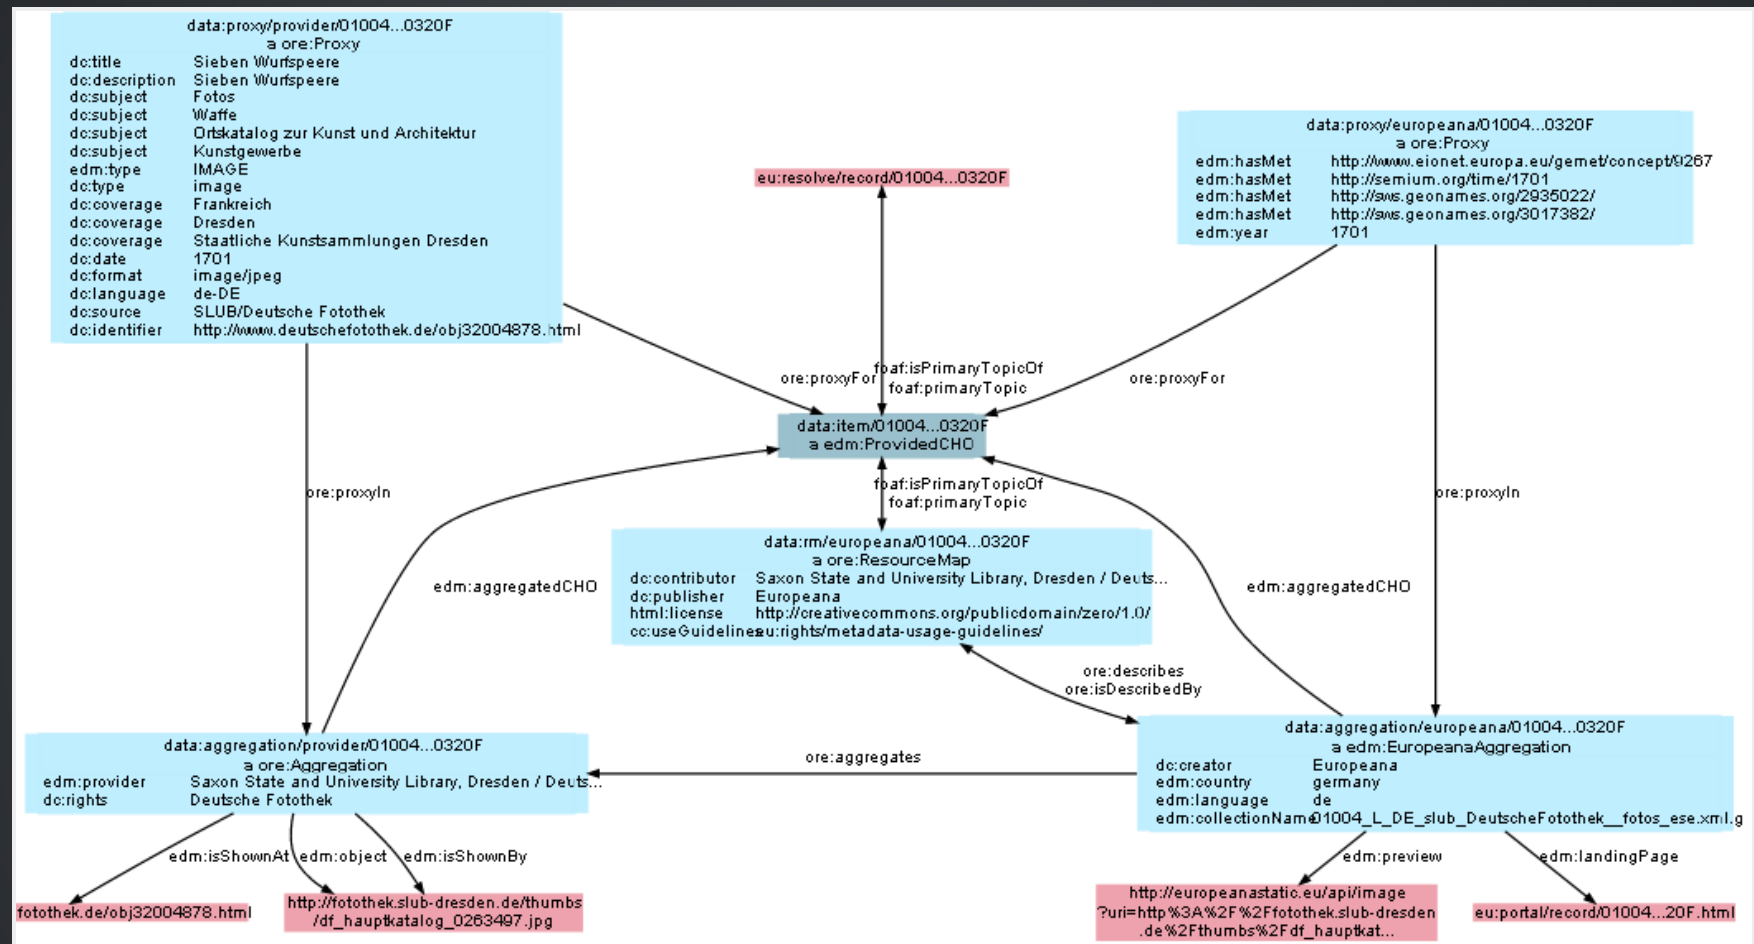 data:proxy/provider/01004...0320F
a ore:Proxy
dc:title Sieben Wurfspeere
dc:description Sieben Wurfspeere
dc:subject Fotos
dc:subject Waffe
dc:subject Ortskatalog zur Kunst und Architektur
dc:subject Kunstgewerbe
edm:type IMAGE
dc:type image
dc:coverage Frankreich
dc:coverage Dresden
dc:coverage Staatliche Kunstsammlungen Dresden
dc:date 1701
dc:format image/jpeg
dc:language de-DE
dc:source SLUB/Deutsche Fotothek
dc:identifier http://www.deutschefotothek.de/obj32004878.html
data:proxy/europeana/01004...0320F
a ore:Proxy
edm:hasMet http://www.eionet.europa.eu/gemet/concept/9267
edm:hasMet http://semium.org/time/1701
edm:hasMet http://sws.geonames.org/2935022/
edm:hasMet http://sws.geonames.org/3017382/
edm:year 1701
eu:resolve/record/01004...0320F
ore:proxyFor
foaf:isPrimaryTopicOf
foaf:primaryTopic
ore:proxyFor
data:item/01004...0320F
a edm:ProvidedCHO
ore:proxyIn
foaf:isPrimaryTopicOf
foaf:primaryTopic
ore:proxyIn
data:rm/europeana/01004...0320F
a ore:ResourceMap
dc:contributor Saxon State and University Library, Dresden / Deuts...
dc:publisher Europeana
html:license http://creativecommons.org/publicdomain/zero/1.0/
cc:useGuidelines eu:rights/metadata-usage-guidelines/
edm:aggregatedCHO
edm:aggregatedCHO
ore:describes
ore:isDescribedBy
data:aggregation/provider/01004...0320F
a ore:Aggregation
edm:provider Saxon State and University Library, Dresden / Deuts...
dc:rights Deutsche Fotothek
ore:aggregates
data:aggregation/europeana/01004...0320F
a edm:EuropeanaAggregation
dc:creator Europeana
edm:country germany
edm:language de
edm:collectionName 01004_L_DE_slub_DeutscheFotothek__fotos_ese.xml.g
edm:isShownAt
edm:object
edm:isShownBy
edm:preview
edm:landingPage
fotothek.de/obj32004878.html
http://fotothek.slub-dresden.de/thumbs
/df_hauptkatalog_0263497.jpg
http://europeanastatic.eu/api/image
?uri=http%3A%2F%2Ffotothek.slub-dresden
.de%2Fthumbs%2Fdf_hauptkat...
eu:portal/record/01004...20F.html